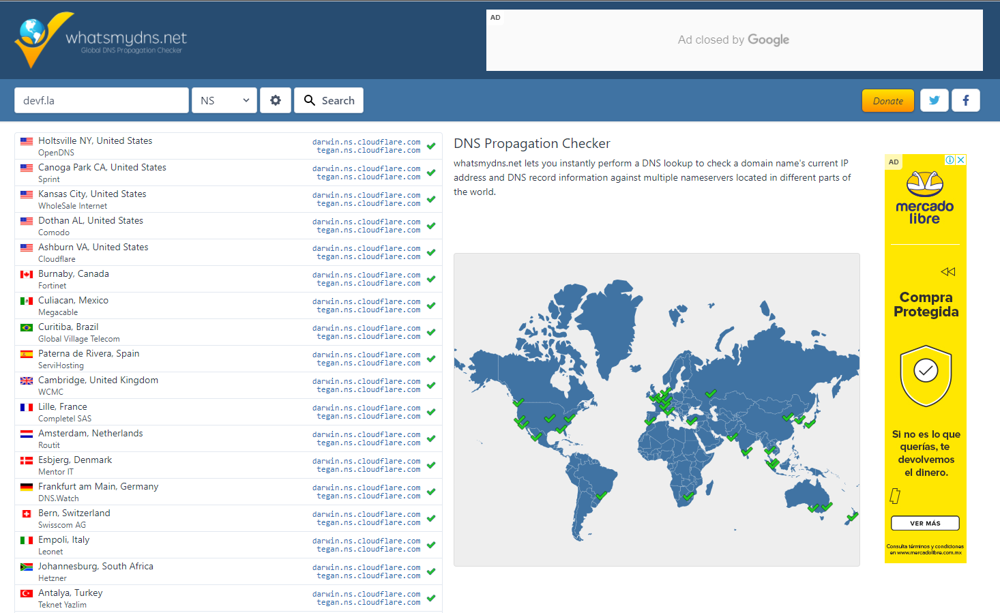 whatsmydns.net
Global DNS Propagation Checker
AD
Ad closed by Google
devf.la
NS
Search
Donate
Holtsville NY, United States
OpenDNS
darwin.ns.cloudflare.com
tegan.ns.cloudflare.com
Canoga Park CA, United States
Sprint
darwin.ns.cloudflare.com
tegan.ns.cloudflare.com
Kansas City, United States
WholeSale Internet
darwin.ns.cloudflare.com
tegan.ns.cloudflare.com
Dothan AL, United States
Comodo
darwin.ns.cloudflare.com
tegan.ns.cloudflare.com
Ashburn VA, United States
Cloudflare
darwin.ns.cloudflare.com
tegan.ns.cloudflare.com
Burnaby, Canada
Fortinet
darwin.ns.cloudflare.com
tegan.ns.cloudflare.com
Culiacan, Mexico
Megacable
darwin.ns.cloudflare.com
tegan.ns.cloudflare.com
Curitiba, Brazil
Global Village Telecom
darwin.ns.cloudflare.com
tegan.ns.cloudflare.com
Paterna de Rivera, Spain
ServiHosting
darwin.ns.cloudflare.com
tegan.ns.cloudflare.com
Cambridge, United Kingdom
WCMC
darwin.ns.cloudflare.com
tegan.ns.cloudflare.com
Lille, France
Completel SAS
darwin.ns.cloudflare.com
tegan.ns.cloudflare.com
Amsterdam, Netherlands
Routit
darwin.ns.cloudflare.com
tegan.ns.cloudflare.com
Esbjerg, Denmark
Mentor IT
darwin.ns.cloudflare.com
tegan.ns.cloudflare.com
Frankfurt am Main, Germany
DNS.Watch
darwin.ns.cloudflare.com
tegan.ns.cloudflare.com
Bern, Switzerland
Swisscom AG
darwin.ns.cloudflare.com
tegan.ns.cloudflare.com
Empoli, Italy
Leonet
darwin.ns.cloudflare.com
tegan.ns.cloudflare.com
Johannesburg, South Africa
Hetzner
darwin.ns.cloudflare.com
tegan.ns.cloudflare.com
Antalya, Turkey
Teknet Yazlim
darwin.ns.cloudflare.com
tegan.ns.cloudflare.com
DNS Propagation Checker
whatsmydns.net lets you instantly perform a DNS lookup to check a domain name's current IP
address and DNS record information against multiple nameservers located in different parts of
the world.
AD
mercado
libre
Compra
Protegida
Si no es lo que
querías, te
devolvemos
el dinero.
VER MÁS
Consulta términos y condiciones
en www.mercadolibre.com.mx